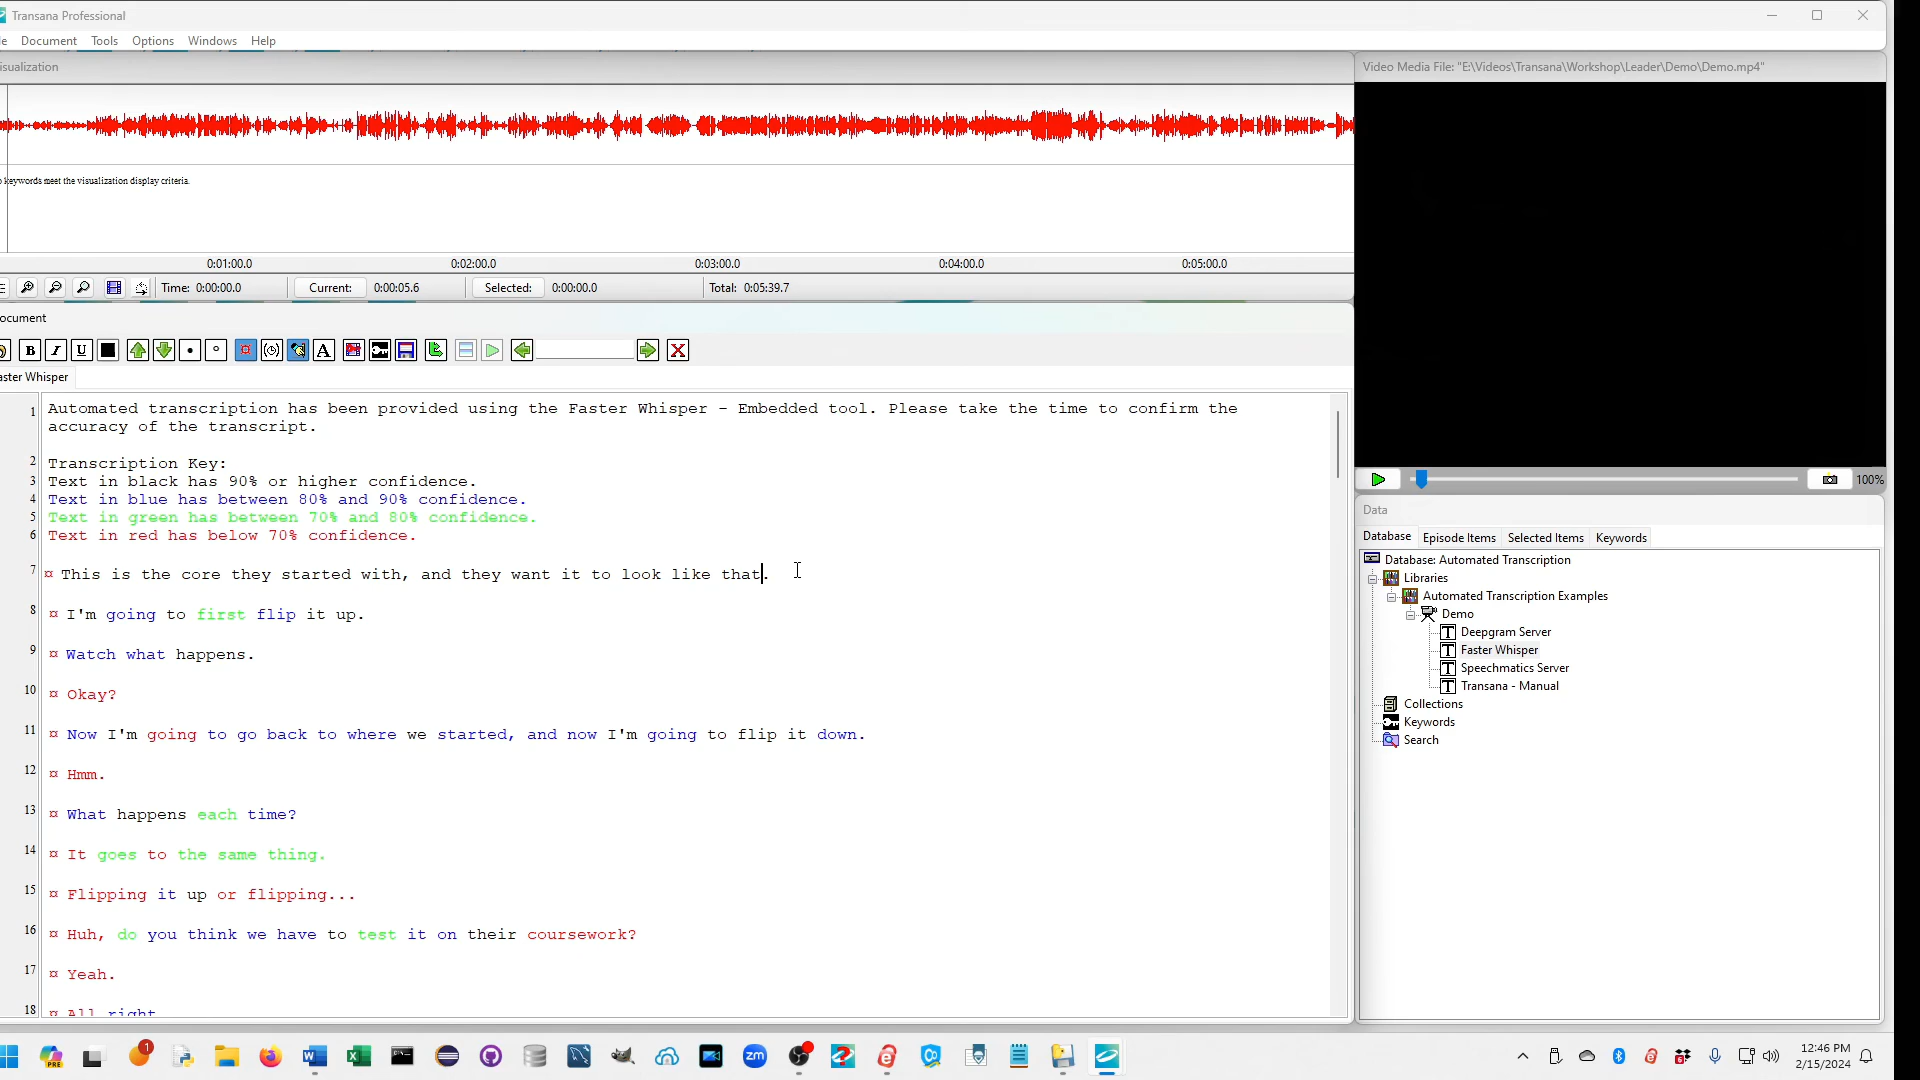 Transana Professional
Document Tools Options Windows Help
isualization
Video Media File: "E:\Videos\Transana\Workshop\Leader\Demo\Demo.mp4"
keywords meet the visualization display criteria.
0:01:00.0 0:02:00.0 0:03:00.0 0:04:00.0 0:05:00.0
Time: 0:00:00.0 Current: 0:00:05.6 Selected: 0:00:00.0 Total: 0:05:39.7
ocument
B I U A
aster Whisper
1 Automated transcription has been provided using the Faster Whisper - Embedded tool. Please take the time to confirm the
accuracy of the transcript.
2 Transcription Key:
3 Text in black has 90% or higher confidence.
4 Text in blue has between 80% and 90% confidence.
5 Text in green has between 70% and 80% confidence.
6 Text in red has below 70% confidence.
7 ¤ This is the core they started with, and they want it to look like that.
8 ¤ I'm going to first flip it up.
9 ¤ Watch what happens.
10 ¤ Okay?
11 ¤ Now I'm going to go back to where we started, and now I'm going to flip it down.
12 ¤ Hmm.
13 ¤ What happens each time?
14 ¤ It goes to the same thing.
15 ¤ Flipping it up or flipping...
16 ¤ Huh, do you think we have to test it on their coursework?
17 ¤ Yeah.
18 ¤ All right
100%
Data
Database Episode Items Selected Items Keywords
Database: Automated Transcription
Libraries
Automated Transcription Examples
Demo
T Deepgram Server
T Faster Whisper
T Speechmatics Server
T Transana - Manual
Collections
Keywords
Search
PRE
1
zm
12:46 PM
2/15/2024